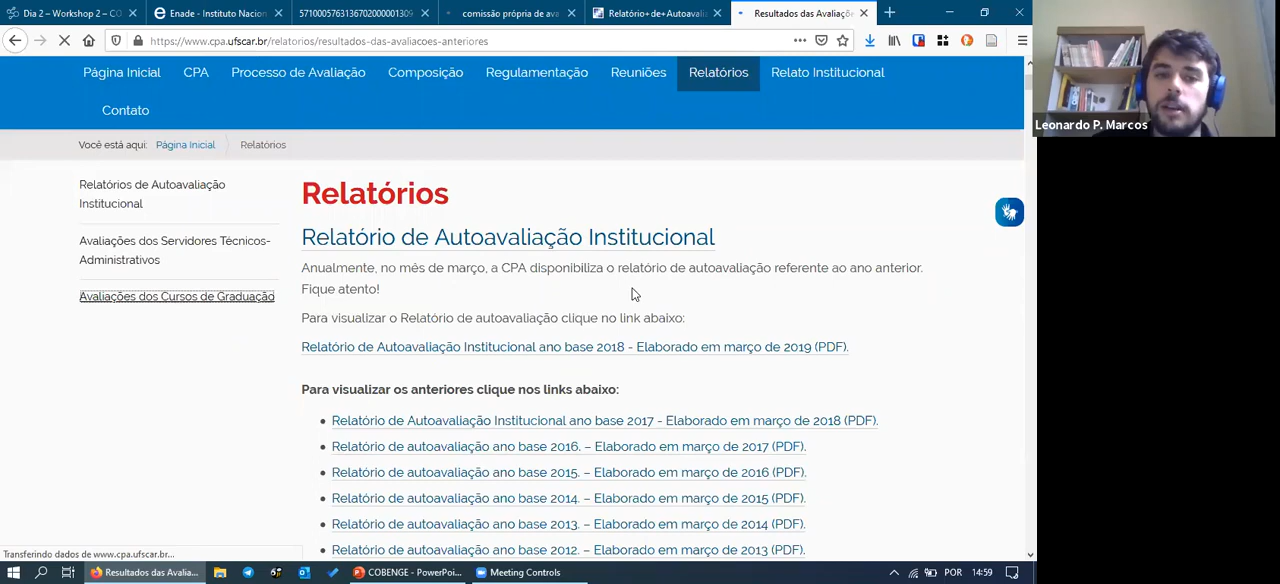 Dia 2 – Workshop 2 – CO
Enade - Instituto Nacion
5710005763136702000001309
comissão própria de ava
Relatório+de+Autoavali
Resultados das Avaliaçõe
https://www.cpa.ufscar.br/relatorios/resultados-das-avaliacoes-anteriores
Página Inicial CPA Processo de Avaliação Composição Regulamentação Reuniões Relatórios Relato Institucional
Contato
Você está aqui: Página Inicial Relatórios
Relatórios de Autoavaliação
Institucional
Avaliações dos Servidores Técnicos-
Administrativos
Avaliações dos Cursos de Graduação
Relatórios
Relatório de Autoavaliação Institucional
Anualmente, no mês de março, a CPA disponibiliza o relatório de autoavaliação referente ao ano anterior.
Fique atento!
Para visualizar o Relatório de autoavaliação clique no link abaixo:
Relatório de Autoavaliação Institucional ano base 2018 - Elaborado em março de 2019 (PDF).
Para visualizar os anteriores clique nos links abaixo:
Relatório de Autoavaliação Institucional ano base 2017 - Elaborado em março de 2018 (PDF).
Relatório de autoavaliação ano base 2016. – Elaborado em março de 2017 (PDF).
Relatório de autoavaliação ano base 2015. – Elaborado em março de 2016 (PDF).
Relatório de autoavaliação ano base 2014. – Elaborado em março de 2015 (PDF).
Relatório de autoavaliação ano base 2013. – Elaborado em março de 2014 (PDF).
Relatório de autoavaliação ano base 2012. – Elaborado em março de 2013 (PDF).
Leonardo P. Marcos
Transferindo dados de www.cpa.ufscar.br...
Resultados das Avalia...
COBENGE - PowerPoi...
Meeting Controls
POR 14:59